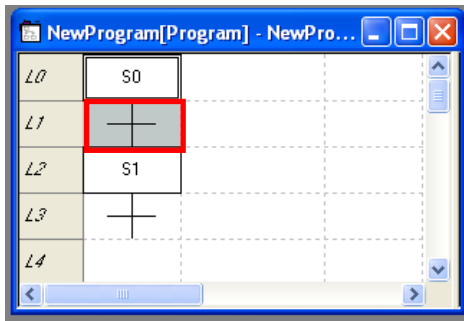 NewProgram[Program] - NewPro...
L0 S0
L1
L2 S1
L3
L4